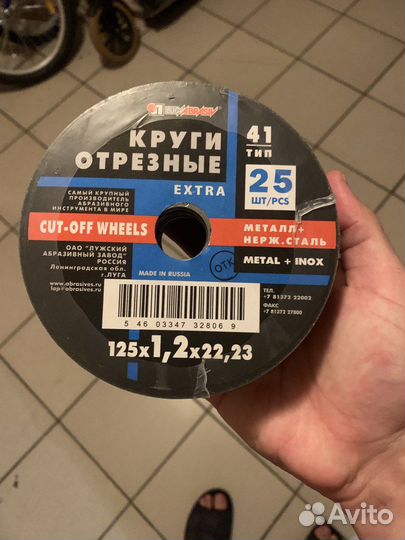 LUGAABRASIV
КРУГИ
ОТРЕЗНЫЕ
41
ТИП
EXTRA
25
ШТ/PCS
САМЫЙ КРУПНЫЙ
ПРОИЗВОДИТЕЛЬ
АБРАЗИВНОГО
ИНСТРУМЕНТА В МИРЕ
CUT-OFF WHEELS
МЕТАЛЛ+
НЕРЖ.СТАЛЬ
ОАО "ЛУЖСКИЙ
АБРАЗИВНЫЙ ЗАВОД"
РОССИЯ
Ленинградская обл.
г.ЛУГА
ОТК
METAL + INOX
www.abrasives.ru
lap@abrasives.ru
MADE IN RUSSIA
ТЕЛ.
+7 81372 22002
ФАКС
+7 81372 27800
5 46 03347 32806 9
125x1,2x22,23
Avito